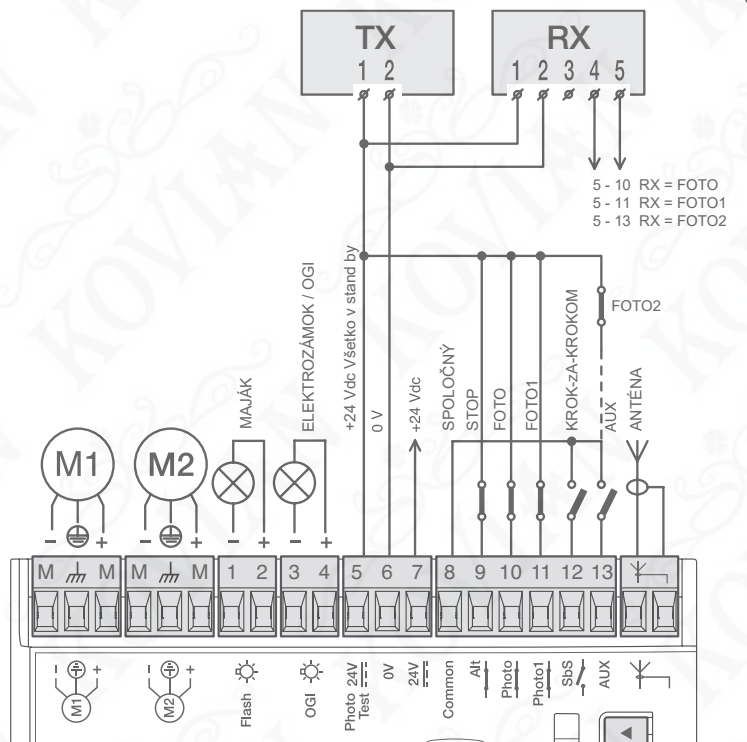 TX
1 2
RX
1 2 3 4 5
5 - 10 RX = FOTO
5 - 11 RX = FOTO1
5 - 13 RX = FOTO2
FOTO2
MAJÁK
ELEKTROZÁMOK / OGI
+24 Vdc Všetko v stand by
0 V
+24 Vdc
SPOLOČNÝ
STOP
FOTO
FOTO1
KROK-zA-KROKOM
AUX
ANTÉNA
M1
M2
- +
- +
- +
- +
M M M M 1 2 3 4 5 6 7 8 9 10 11 12 13
- +
M1
- +
M2
Flash
OGI
Photo 24V
Test
0V
24V
Common
Alt
Photo
Photo1
SbS
AUX
KOVIAN